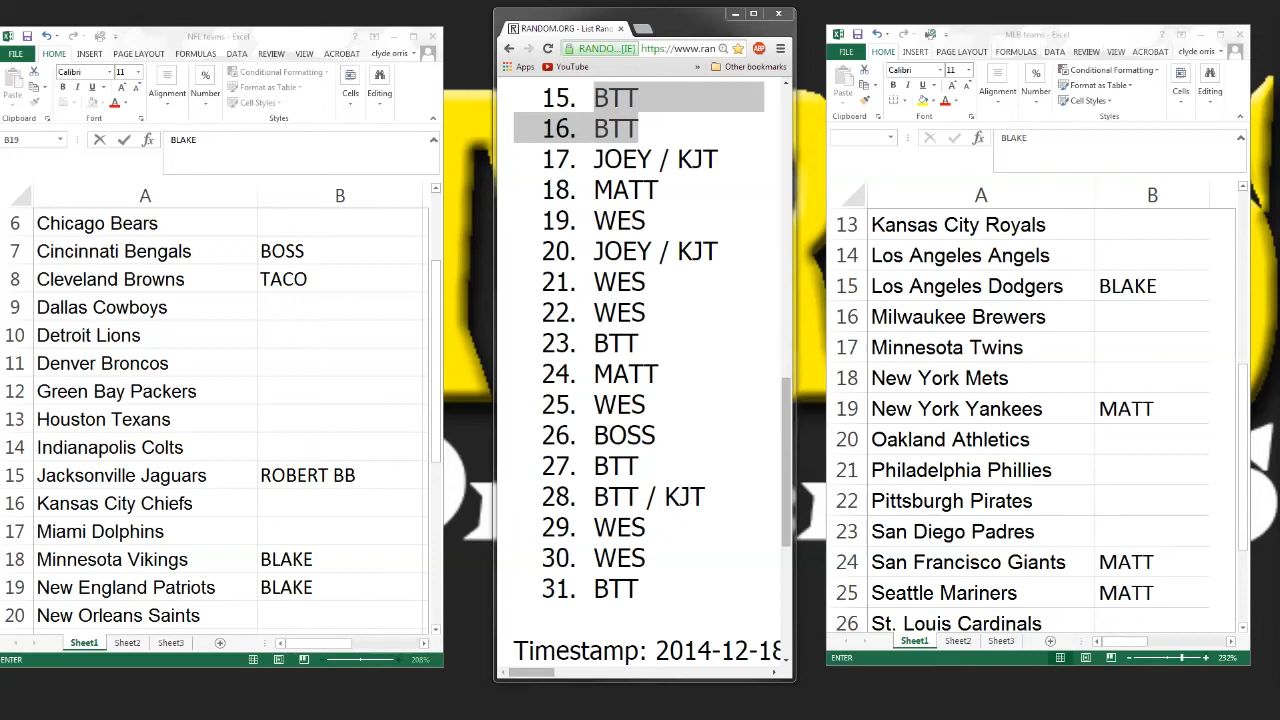 NFL teams - Excel
FILE HOME INSERT PAGE LAYOUT FORMULAS DATA REVIEW VIEW ACROBAT clyde orris
Paste
Calibri 11
B I U
Alignment
Number
Conditional Formatting
Format as Table
Cell Styles
Cells
Editing
Clipboard Font Styles
B19 BLAKE
A B
6 Chicago Bears
7 Cincinnati Bengals BOSS
8 Cleveland Browns TACO
9 Dallas Cowboys
10 Detroit Lions
11 Denver Broncos
12 Green Bay Packers
13 Houston Texans
14 Indianapolis Colts
15 Jacksonville Jaguars ROBERT BB
16 Kansas City Chiefs
17 Miami Dolphins
18 Minnesota Vikings BLAKE
19 New England Patriots BLAKE
20 New Orleans Saints
Sheet1 Sheet2 Sheet3
ENTER 208%
RANDOM.ORG - List Ran
RANDO... [IE] https://www.ran
Apps YouTube » Other bookmarks
15. BTT
16. BTT
17. JOEY / KJT
18. MATT
19. WES
20. JOEY / KJT
21. WES
22. WES
23. BTT
24. MATT
25. WES
26. BOSS
27. BTT
28. BTT / KJT
29. WES
30. WES
31. BTT
Timestamp: 2014-12-18
MLB teams - Excel
FILE HOME INSERT PAGE LAYOUT FORMULAS DATA REVIEW VIEW ACROBAT clyde orris
Paste
Calibri 11
B I U
Alignment
Number
Conditional Formatting
Format as Table
Cell Styles
Cells
Editing
Clipboard Font Styles
BLAKE
A B
13 Kansas City Royals
14 Los Angeles Angels
15 Los Angeles Dodgers BLAKE
16 Milwaukee Brewers
17 Minnesota Twins
18 New York Mets
19 New York Yankees MATT
20 Oakland Athletics
21 Philadelphia Phillies
22 Pittsburgh Pirates
23 San Diego Padres
24 San Francisco Giants MATT
25 Seattle Mariners MATT
26 St. Louis Cardinals
Sheet1 Sheet2 Sheet3
ENTER 232%